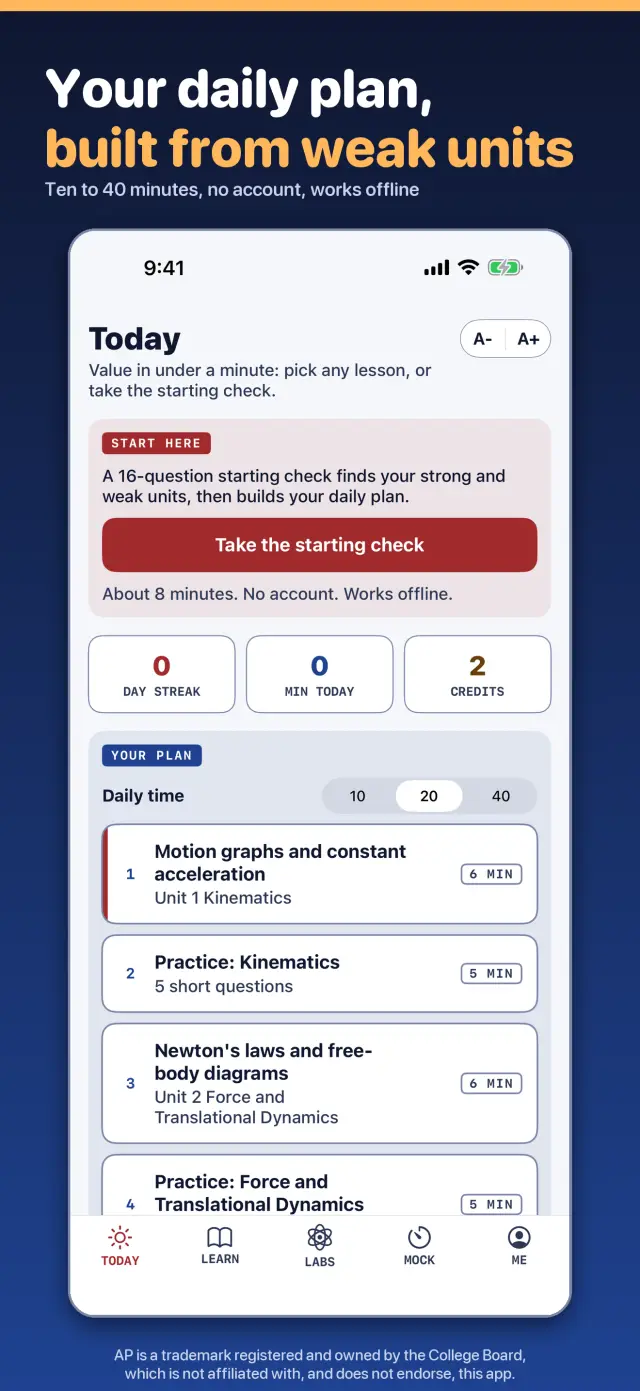 Your daily plan,
built from weak units
Ten to 40 minutes, no account, works offline
9:41
Today
A- A+
Value in under a minute: pick any lesson, or
take the starting check.
START HERE
A 16-question starting check finds your strong and
weak units, then builds your daily plan.
Take the starting check
About 8 minutes. No account. Works offline.
0 0 2
DAY STREAK MIN TODAY CREDITS
YOUR PLAN
Daily time 10 20 40
Motion graphs and constant
acceleration
1 6 MIN
Unit 1 Kinematics
Practice: Kinematics
2 5 MIN
5 short questions
Newton's laws and free-
body diagrams
3 6 MIN
Unit 2 Force and
Translational Dynamics
Practice: Force and
Translational Dynamics
4 5 MIN
TODAY LEARN LABS MOCK ME
AP is a trademark registered and owned by the College Board,
which is not affiliated with, and does not endorse, this app.